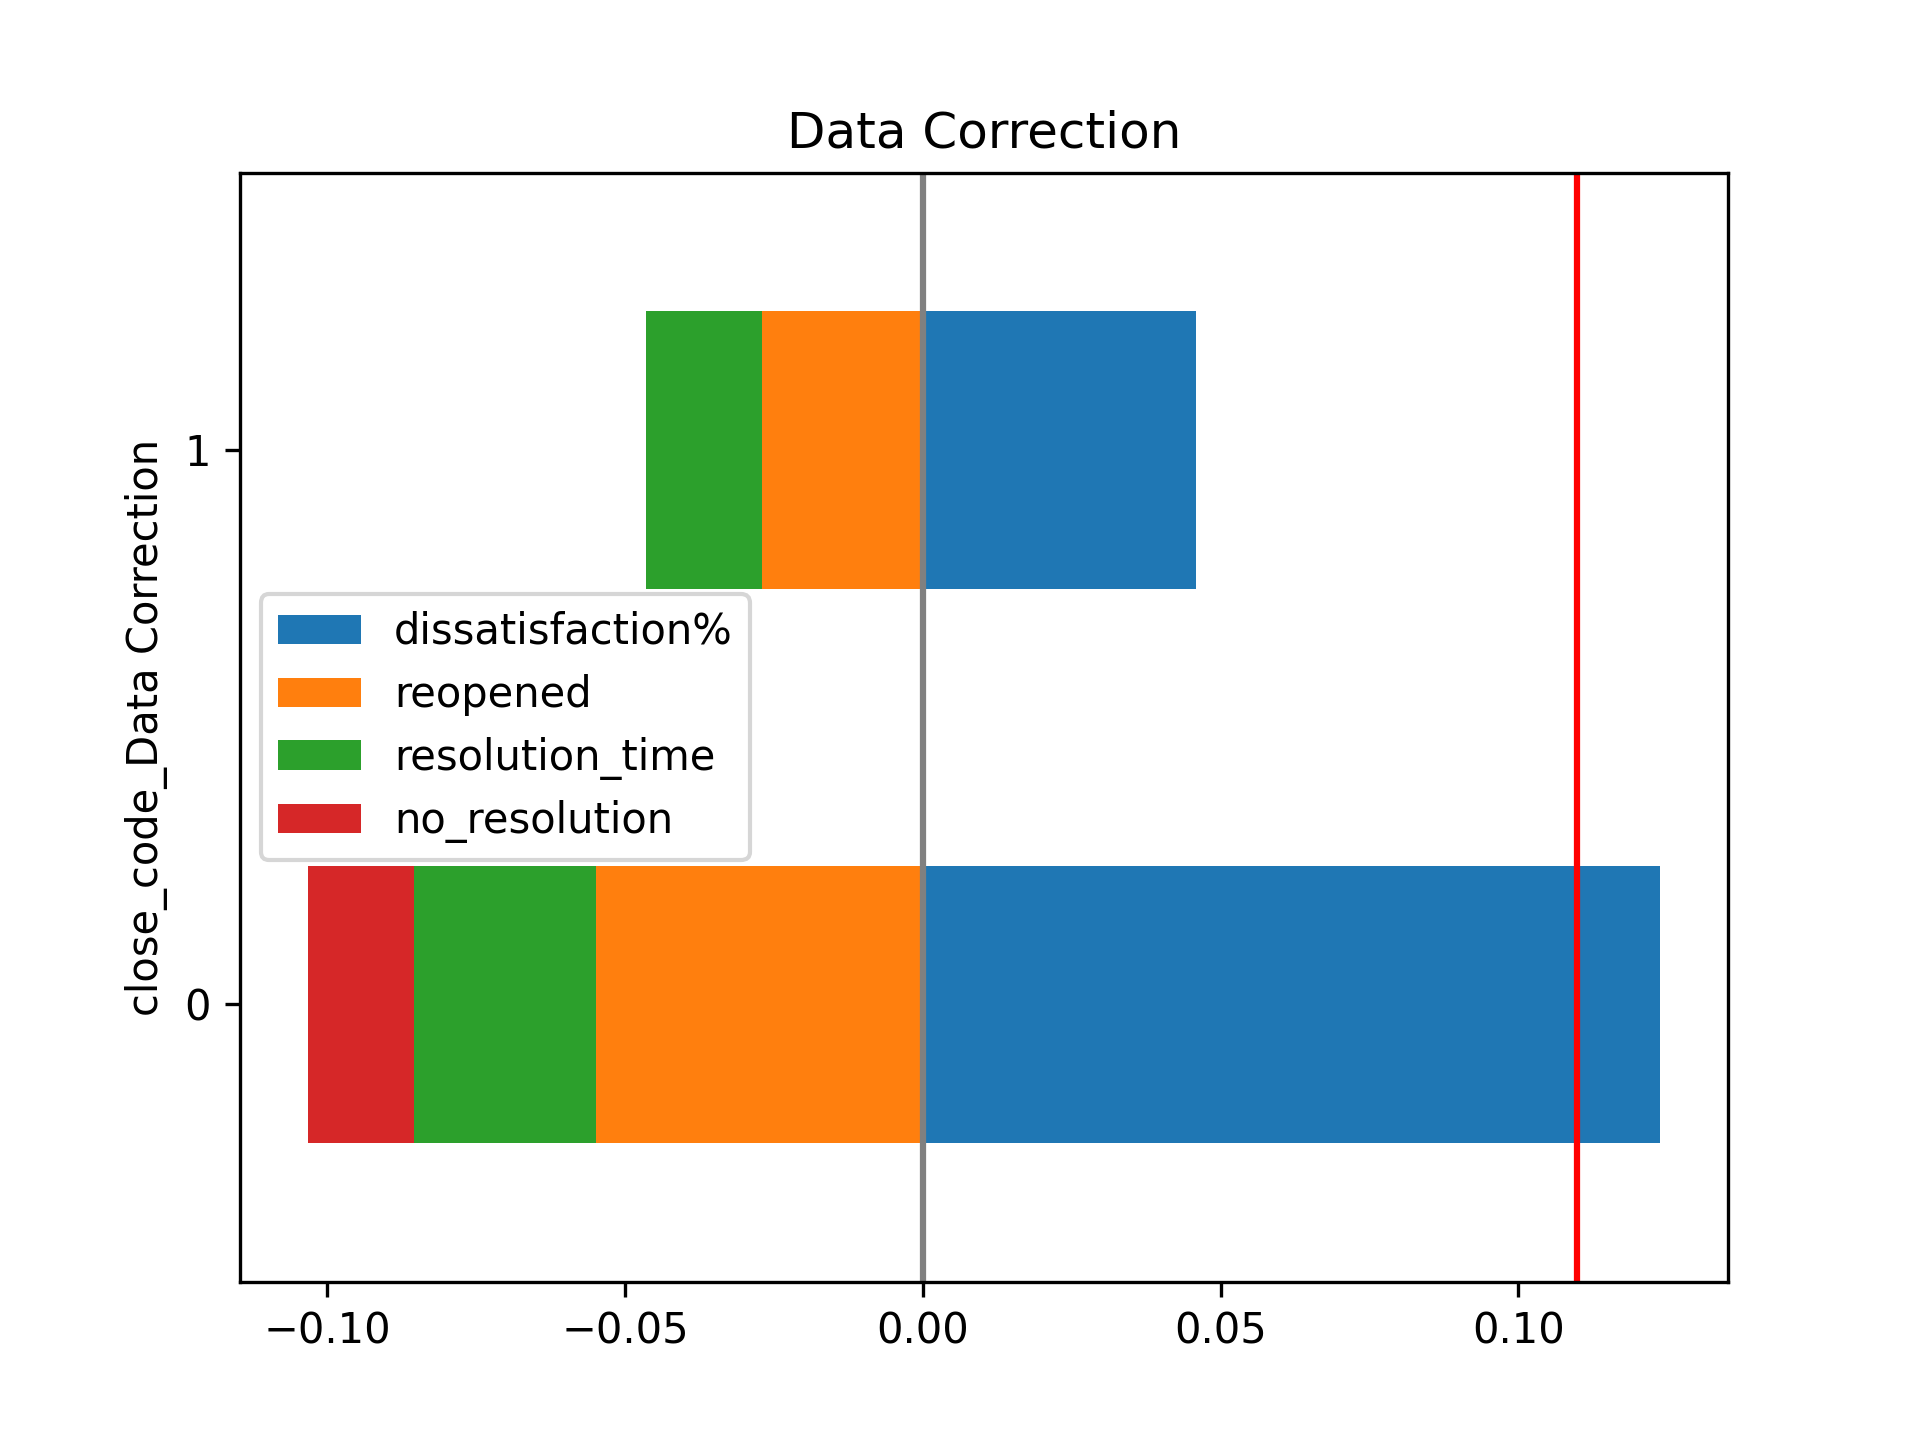 Data Correction
close_code_Data Correction
1
0
dissatisfaction%
reopened
resolution_time
no_resolution
−0.10
−0.05
0.00
0.05
0.10